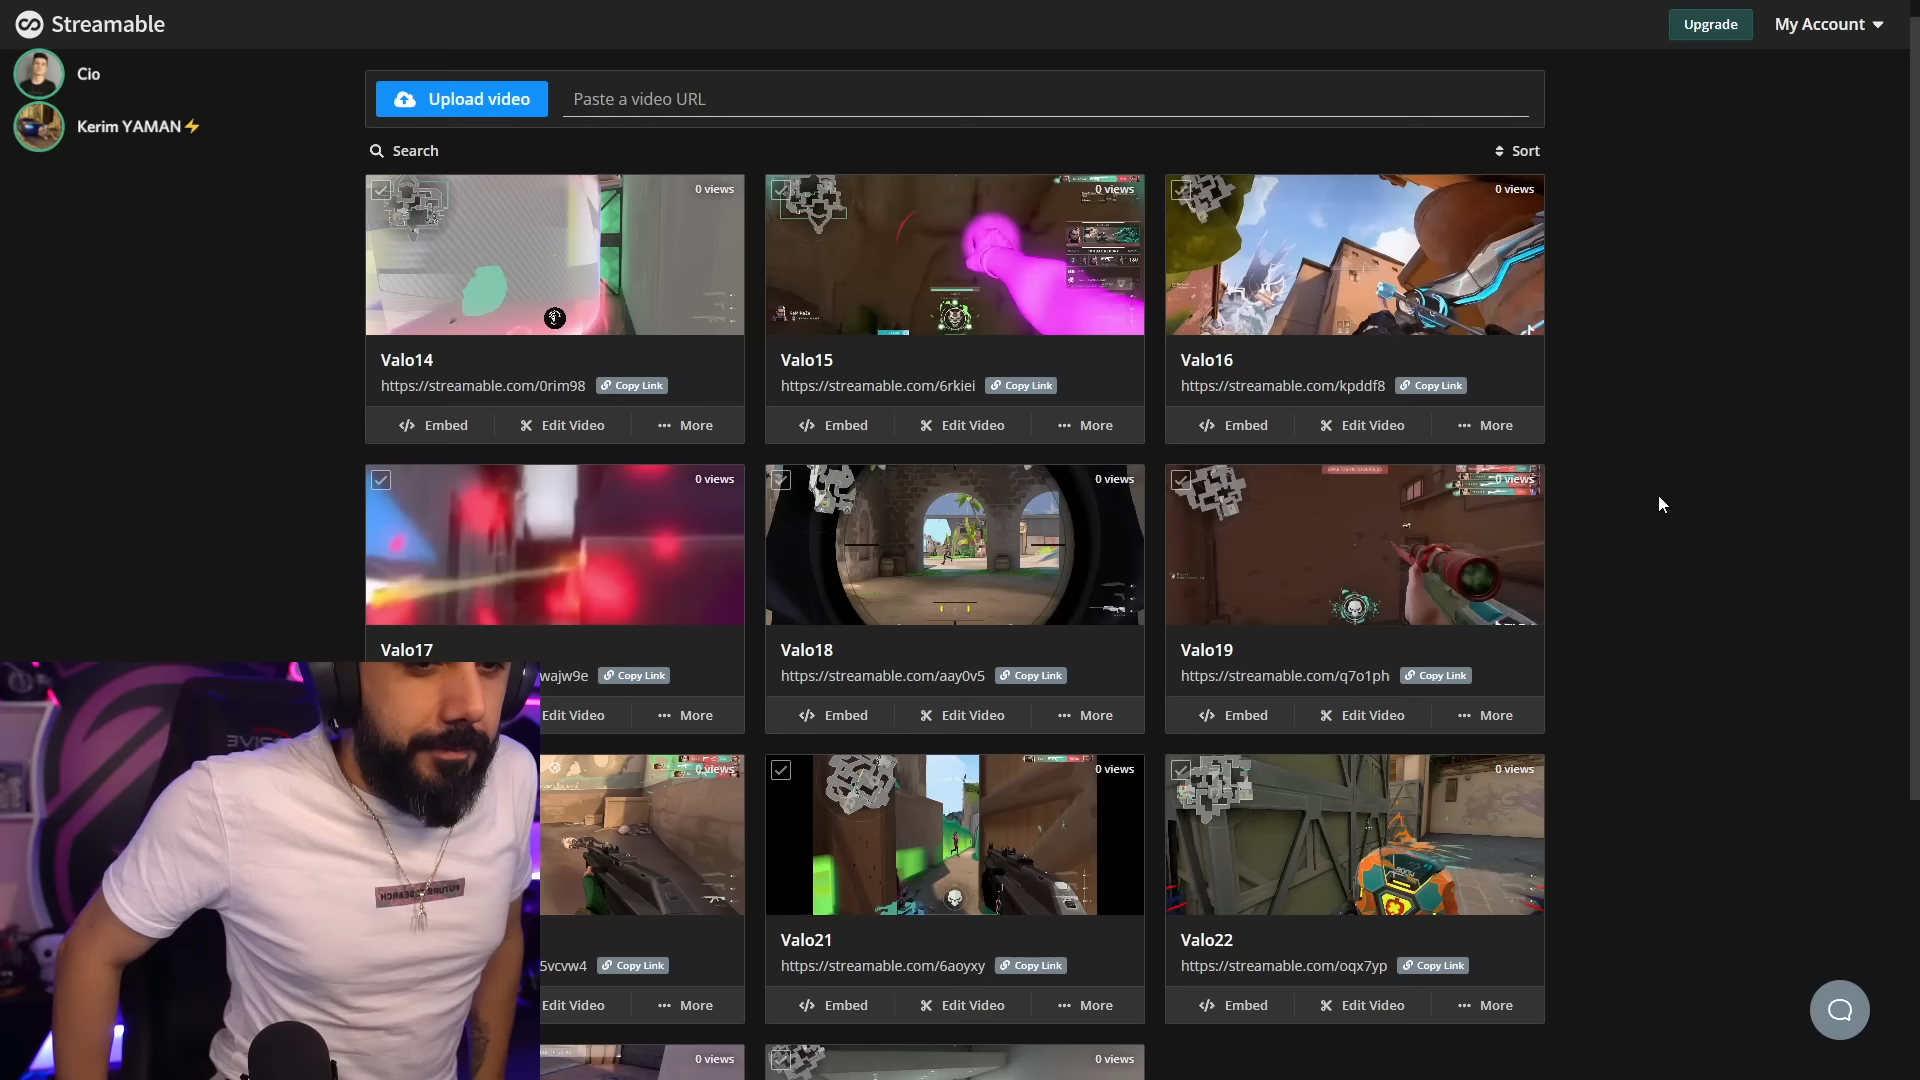 Streamable
Upgrade
My Account
Cio
Kerim YAMAN⚡
Upload video
Paste a video URL
Search
Sort
0 views
0 views
0 views
Valo14
Valo15
Valo16
https://streamable.com/0rim98
Copy Link
https://streamable.com/6rkiei
Copy Link
https://streamable.com/kpddf8
Copy Link
Embed
Edit Video
More
Embed
Edit Video
More
Embed
Edit Video
More
0 views
0 views
0 views
Valo17
Valo18
Valo19
wajw9e
Copy Link
https://streamable.com/aay0v5
Copy Link
https://streamable.com/q7o1ph
Copy Link
Edit Video
More
Embed
Edit Video
More
Embed
Edit Video
More
0 views
0 views
0 views
Valo21
Valo22
5vcvw4
Copy Link
https://streamable.com/6aoyxy
Copy Link
https://streamable.com/oqx7yp
Copy Link
Edit Video
More
Embed
Edit Video
More
Embed
Edit Video
More
0 views
0 views